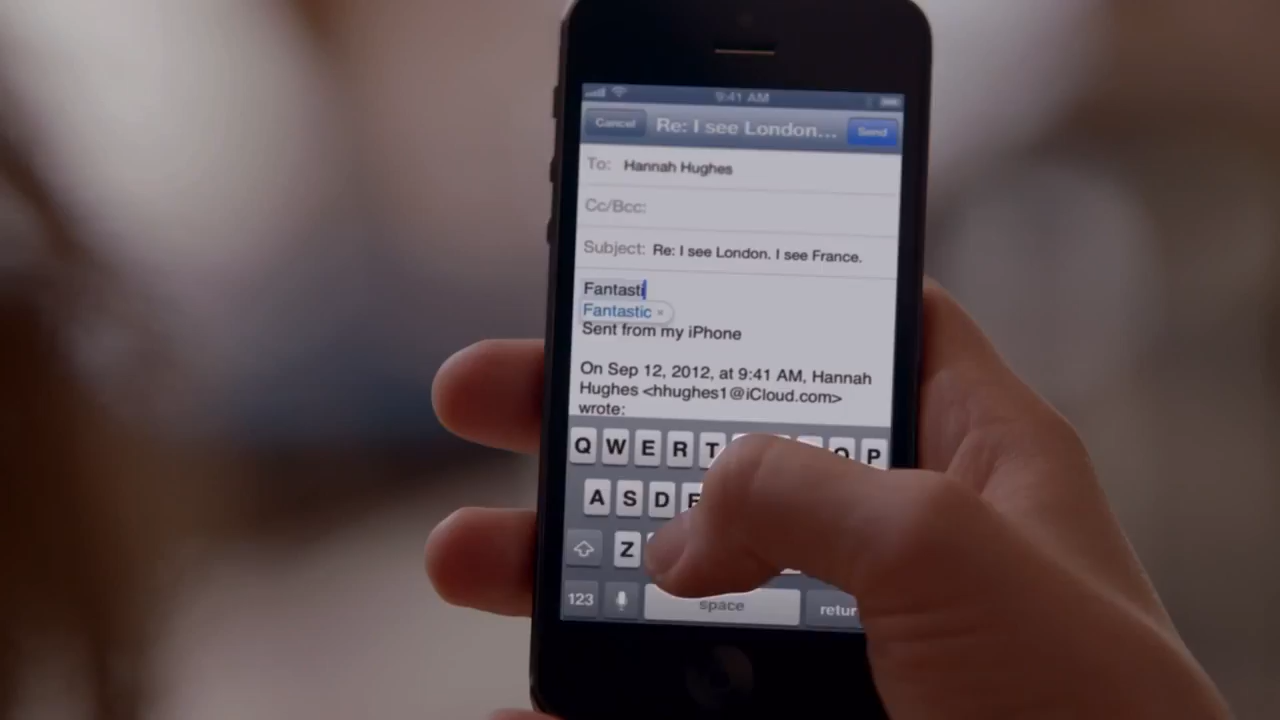 9:41 AM
Cancel Re: I see London... Send
To: Hannah Hughes
Cc/Bcc:
Subject: Re: I see London. I see France.
Fantasti
Fantastic ×
Sent from my iPhone
On Sep 12, 2012, at 9:41 AM, Hannah
Hughes <hhughes1@iCloud.com>
wrote:
Q W E R T O P
A S D F
Z
123 space retur